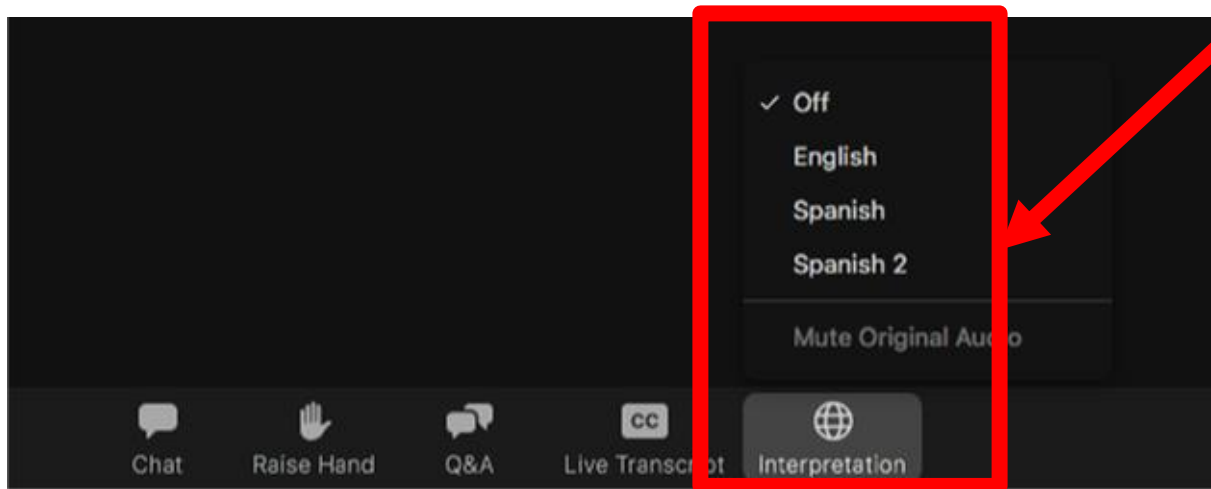 ✓ Off
English
Spanish
Spanish 2
Mute Original Audio
Chat Raise Hand Q&A CC Live Transcript Interpretation